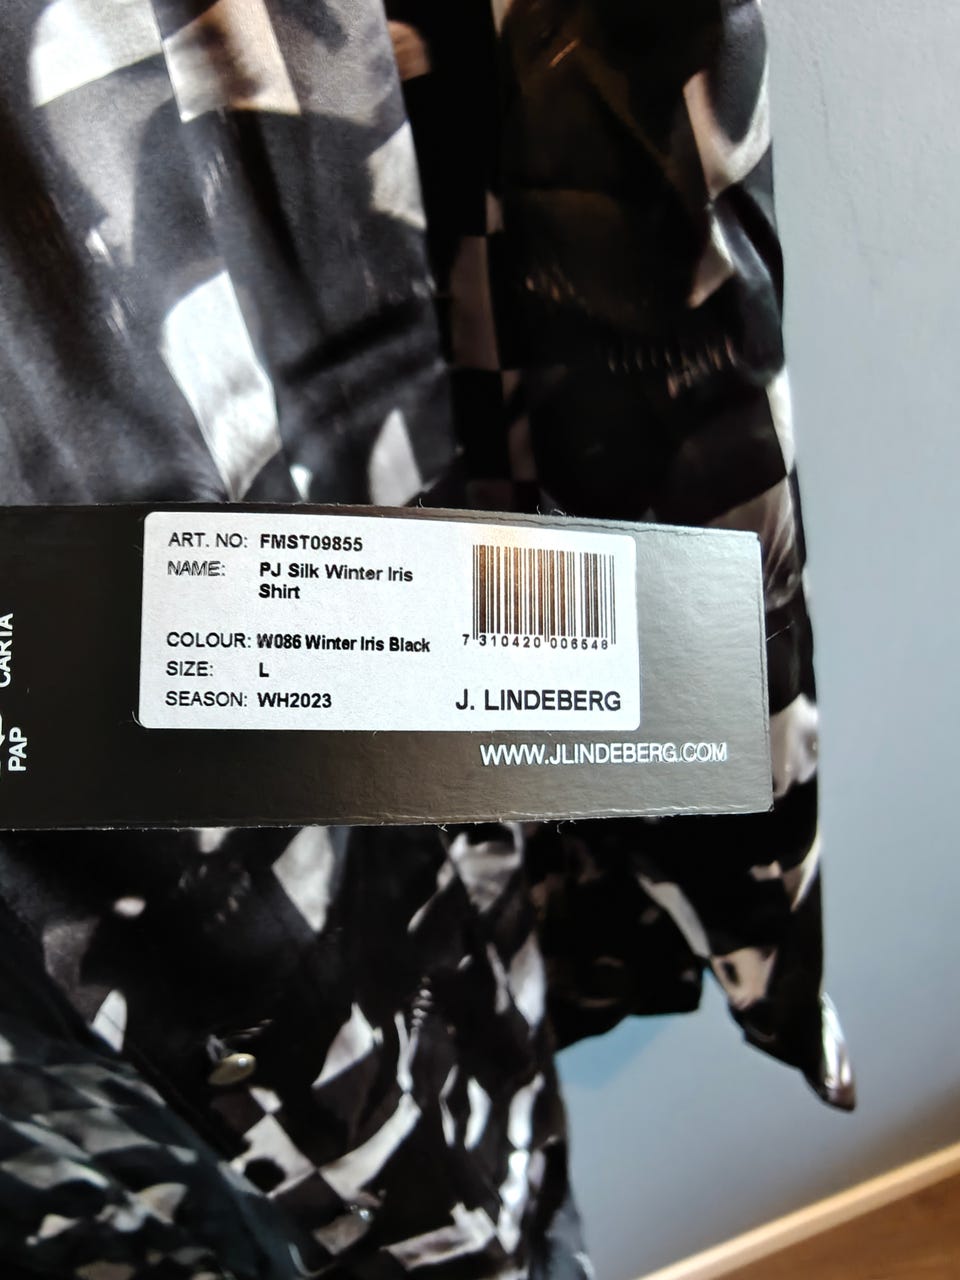 ART. NO: FMST09855
NAME: PJ Silk Winter Iris
Shirt
COLOUR: W086 Winter Iris Black
SIZE: L
SEASON: WH2023
7 310420 006548
J. LINDEBERG
WWW.JLINDEBERG.COM
CARTA
PAP